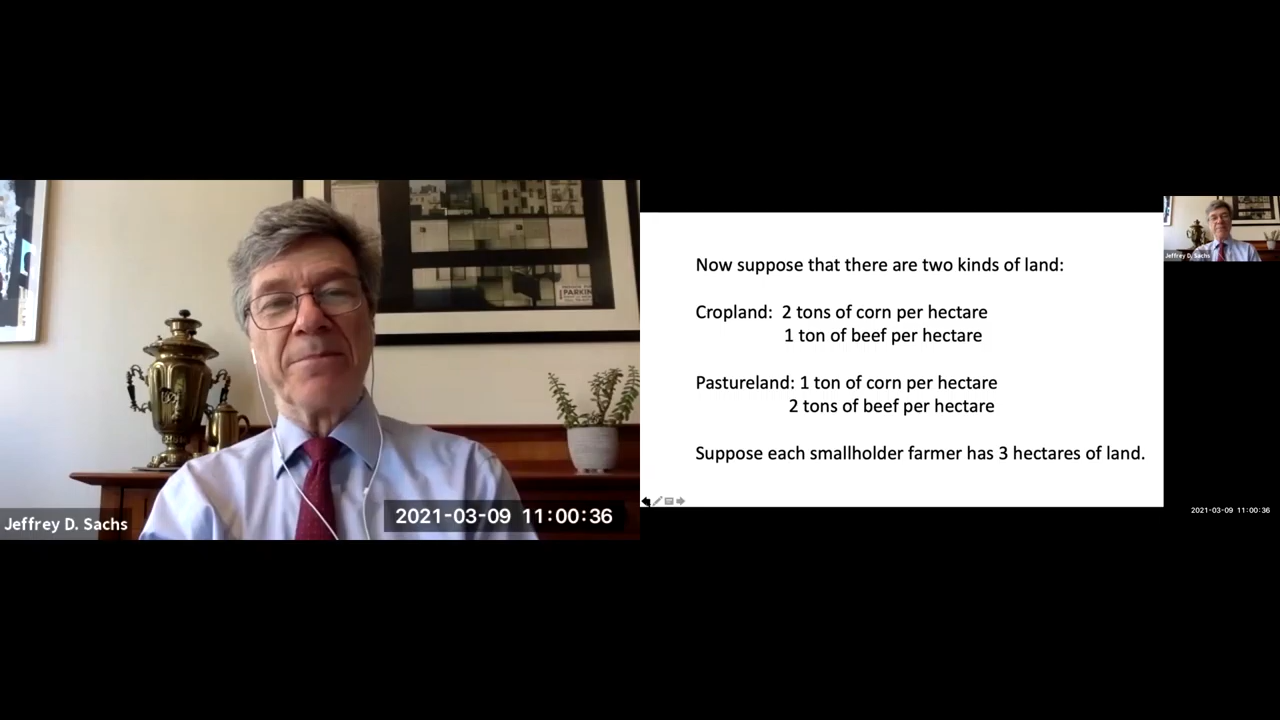 PARKIN
Jeffrey D. Sachs
2021-03-09 11:00:36
Now suppose that there are two kinds of land:
Cropland: 2 tons of corn per hectare
1 ton of beef per hectare
Pastureland: 1 ton of corn per hectare
2 tons of beef per hectare
Suppose each smallholder farmer has 3 hectares of land.
Jeffrey D. Sachs
2021-03-09 11:00:36